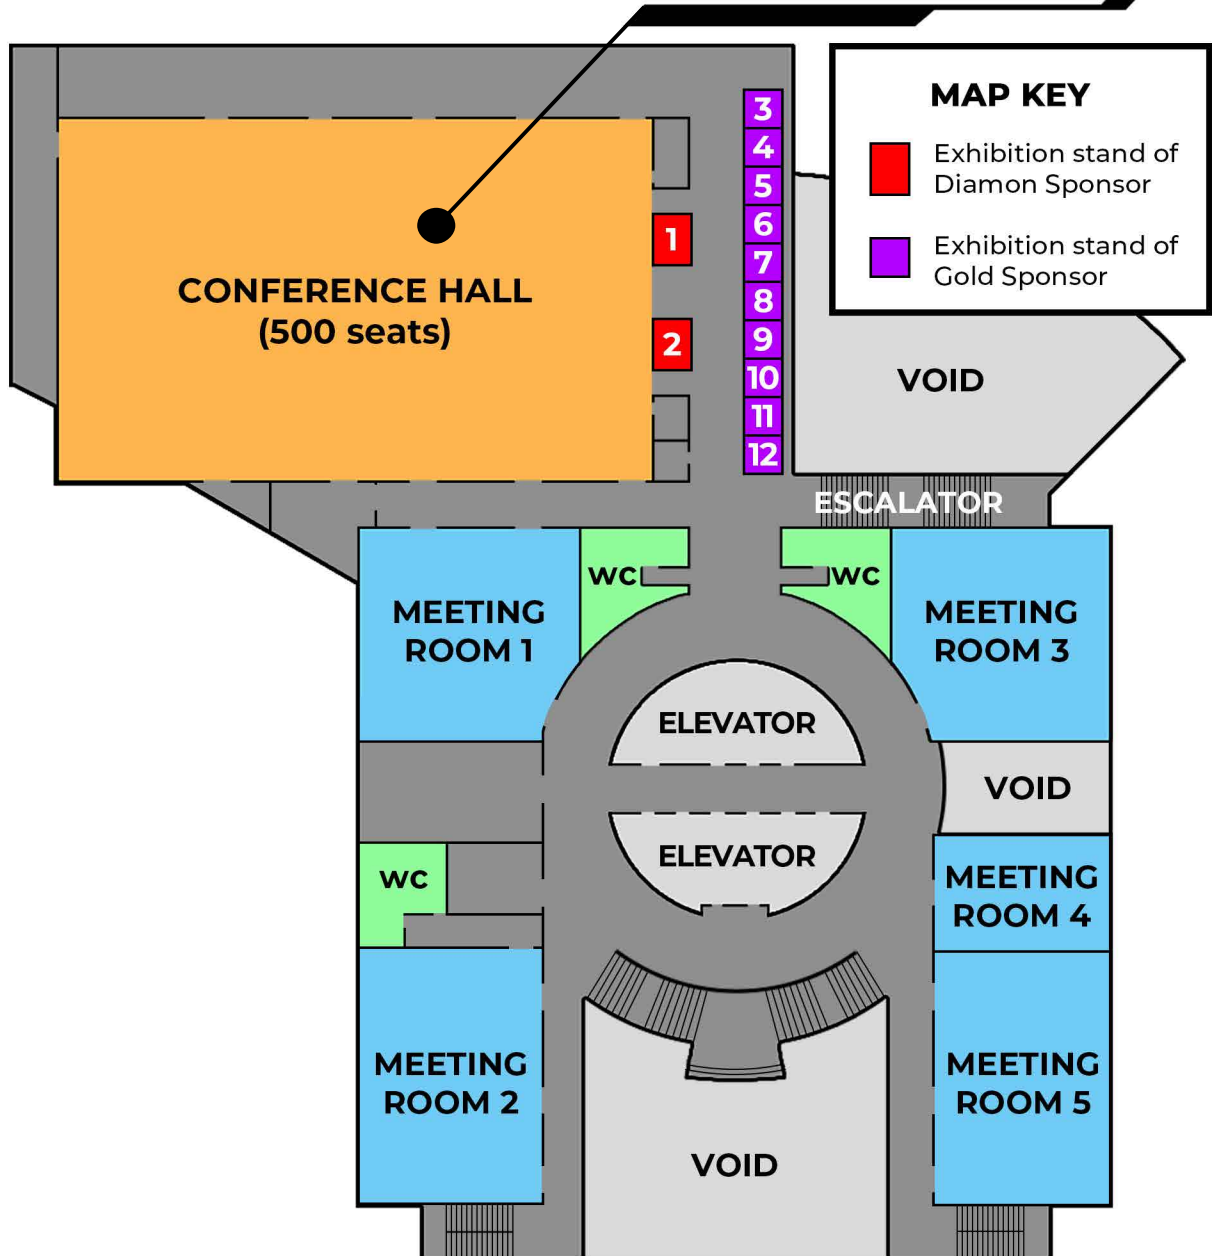 MAP KEY
Exhibition stand of
Diamon Sponsor
Exhibition stand of
Gold Sponsor
3
4
5
6
7
8
9
10
11
12
1
2
CONFERENCE HALL
(500 seats)
VOID
ESCALATOR
WC
WC
MEETING
ROOM 1
MEETING
ROOM 3
ELEVATOR
VOID
ELEVATOR
WC
MEETING
ROOM 4
MEETING
ROOM 2
MEETING
ROOM 5
VOID